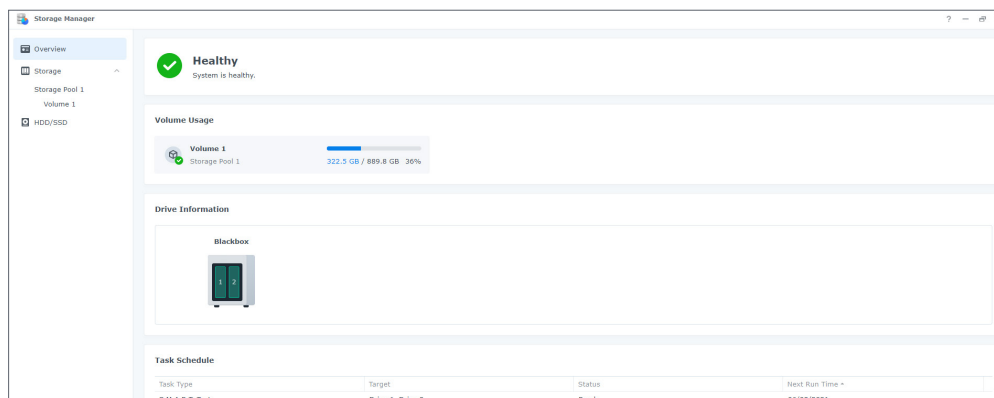 Storage Manager
?
Overview
Storage
Storage Pool 1
Volume 1
HDD/SSD
Healthy
System is healthy.
Volume Usage
Volume 1
Storage Pool 1
322.5 GB / 889.8 GB 36%
Drive Information
Blackbox
1 2
Task Schedule
Task Type Target Status Next Run Time